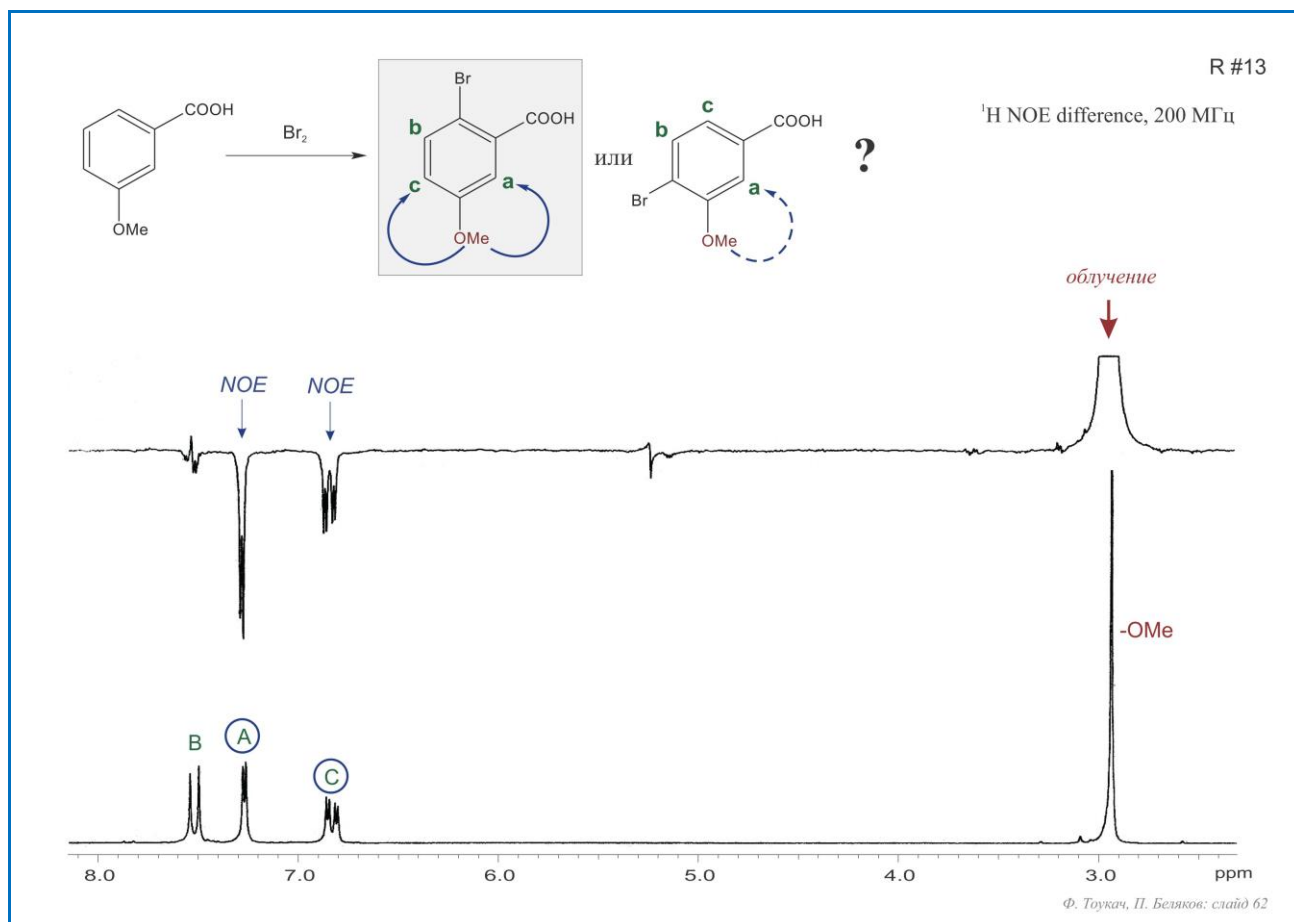 R #13
¹H NOE difference, 200 МГц
COOH
OMe
Br₂
Br
b
COOH
c
a
OMe
или
c
COOH
b
Br
a
OMe
?
облучение
NOE
NOE
-OMe
B
A
C
8.0
7.0
6.0
5.0
4.0
3.0
ppm
Ф. Тоукач, П. Беляков: слайд 62